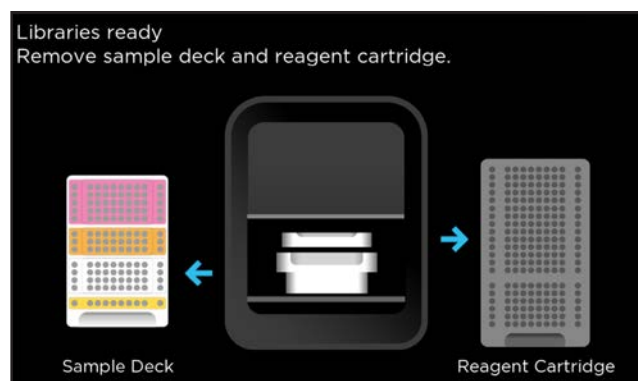 Libraries ready
Remove sample deck and reagent cartridge.
Sample Deck
Reagent Cartridge